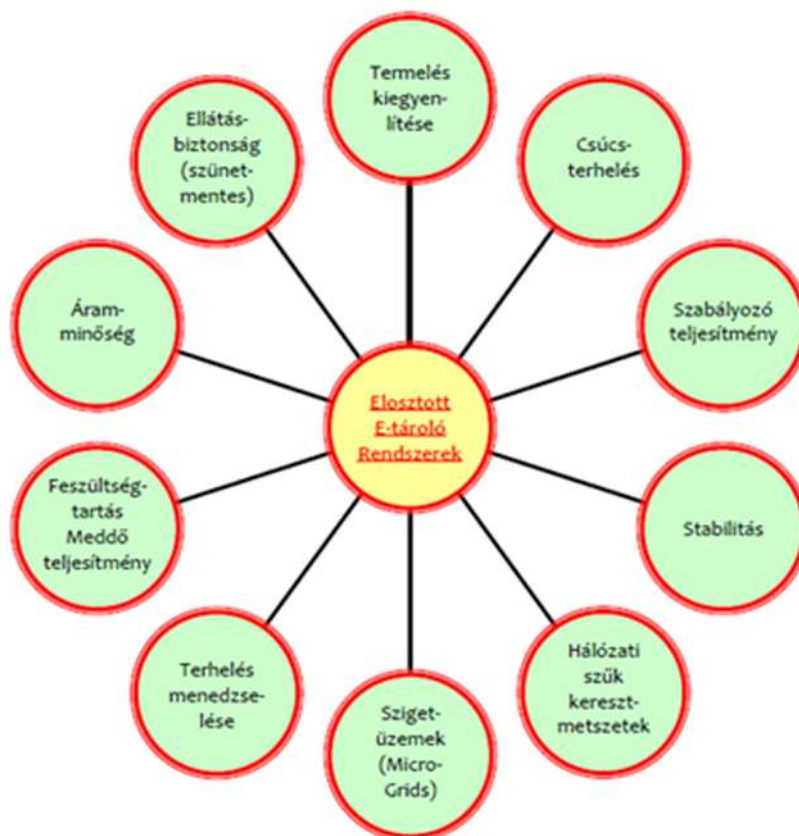 Termelés
kiegyen-
lítése
Csúcs-
terhelés
Szabályozó
teljesítmény
Stabilitás
Hálózati
szűk
kereszt-
metszetek
Sziget-
üzemek
(Micro-
Grids)
Terhelés
menedzse-
lése
Feszültség-
tartás
Meddő
teljesítmény
Áram-
minőség
Ellátás-
biztonság
(szünet-
mentes)
Elosztott
E-tároló
Rendszerek